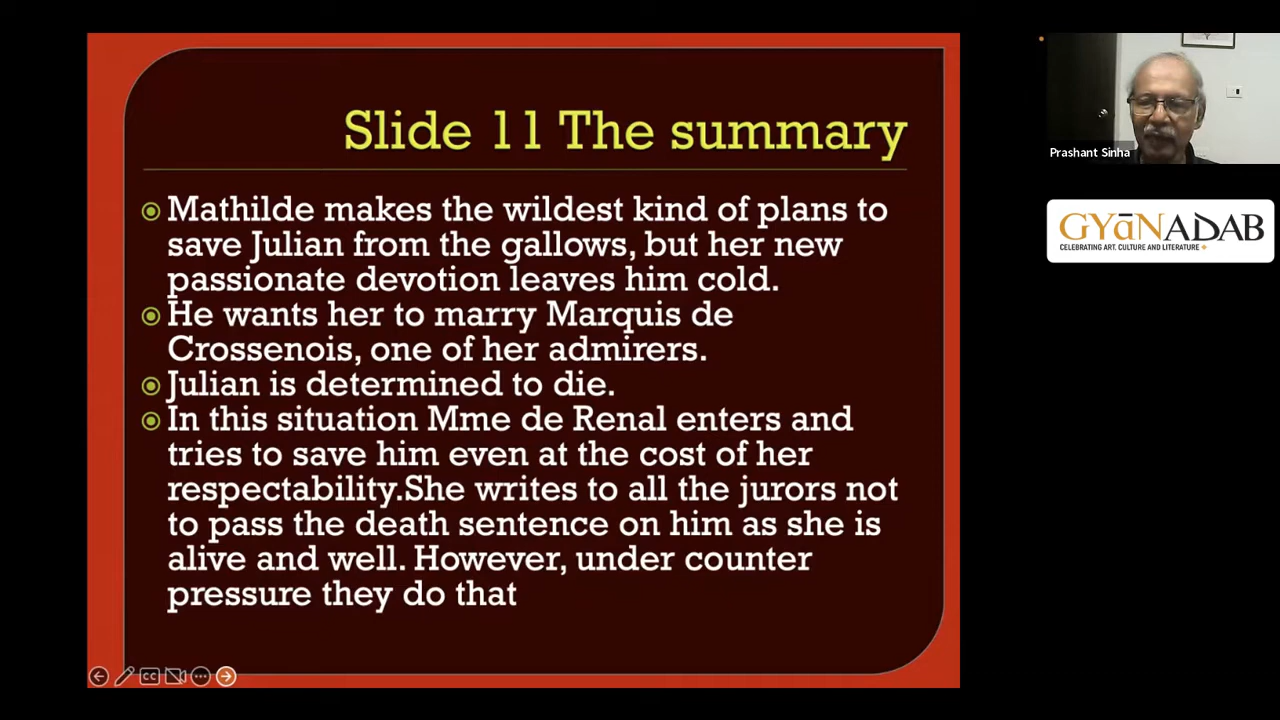 Slide 11 The summary
Mathilde makes the wildest kind of plans to
save Julian from the gallows, but her new
passionate devotion leaves him cold.
He wants her to marry Marquis de
Crossenois, one of her admirers.
Julian is determined to die.
In this situation Mme de Renal enters and
tries to save him even at the cost of her
respectability.She writes to all the jurors not
to pass the death sentence on him as she is
alive and well. However, under counter
pressure they do that
Prashant Sinha
GYāNADAB
CELEBRATING ART, CULTURE AND LITERATURE
CC